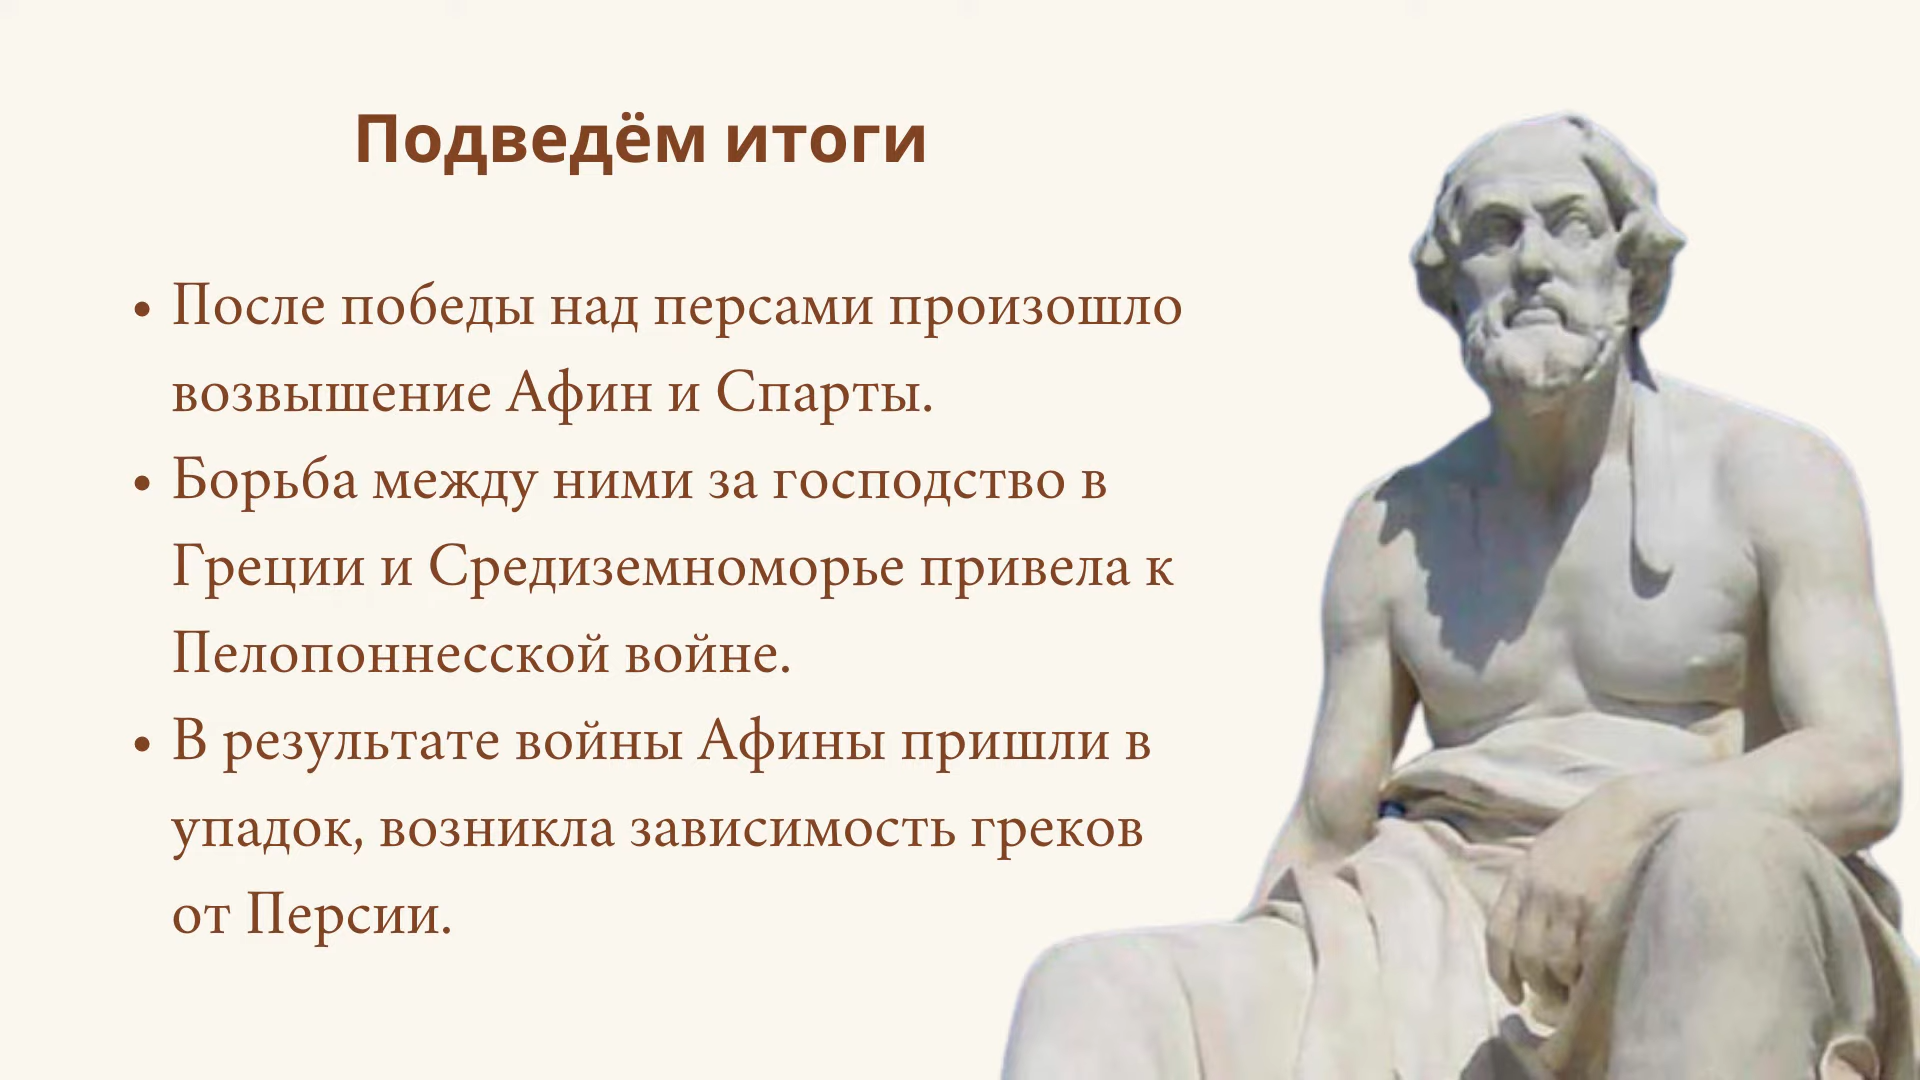 Подведём итоги
• После победы над персами произошло
возвышение Афин и Спарты.
• Борьба между ними за господство в
Греции и Средиземноморье привела к
Пелопоннесской войне.
• В результате войны Афины пришли в
упадок, возникла зависимость греков
от Персии.